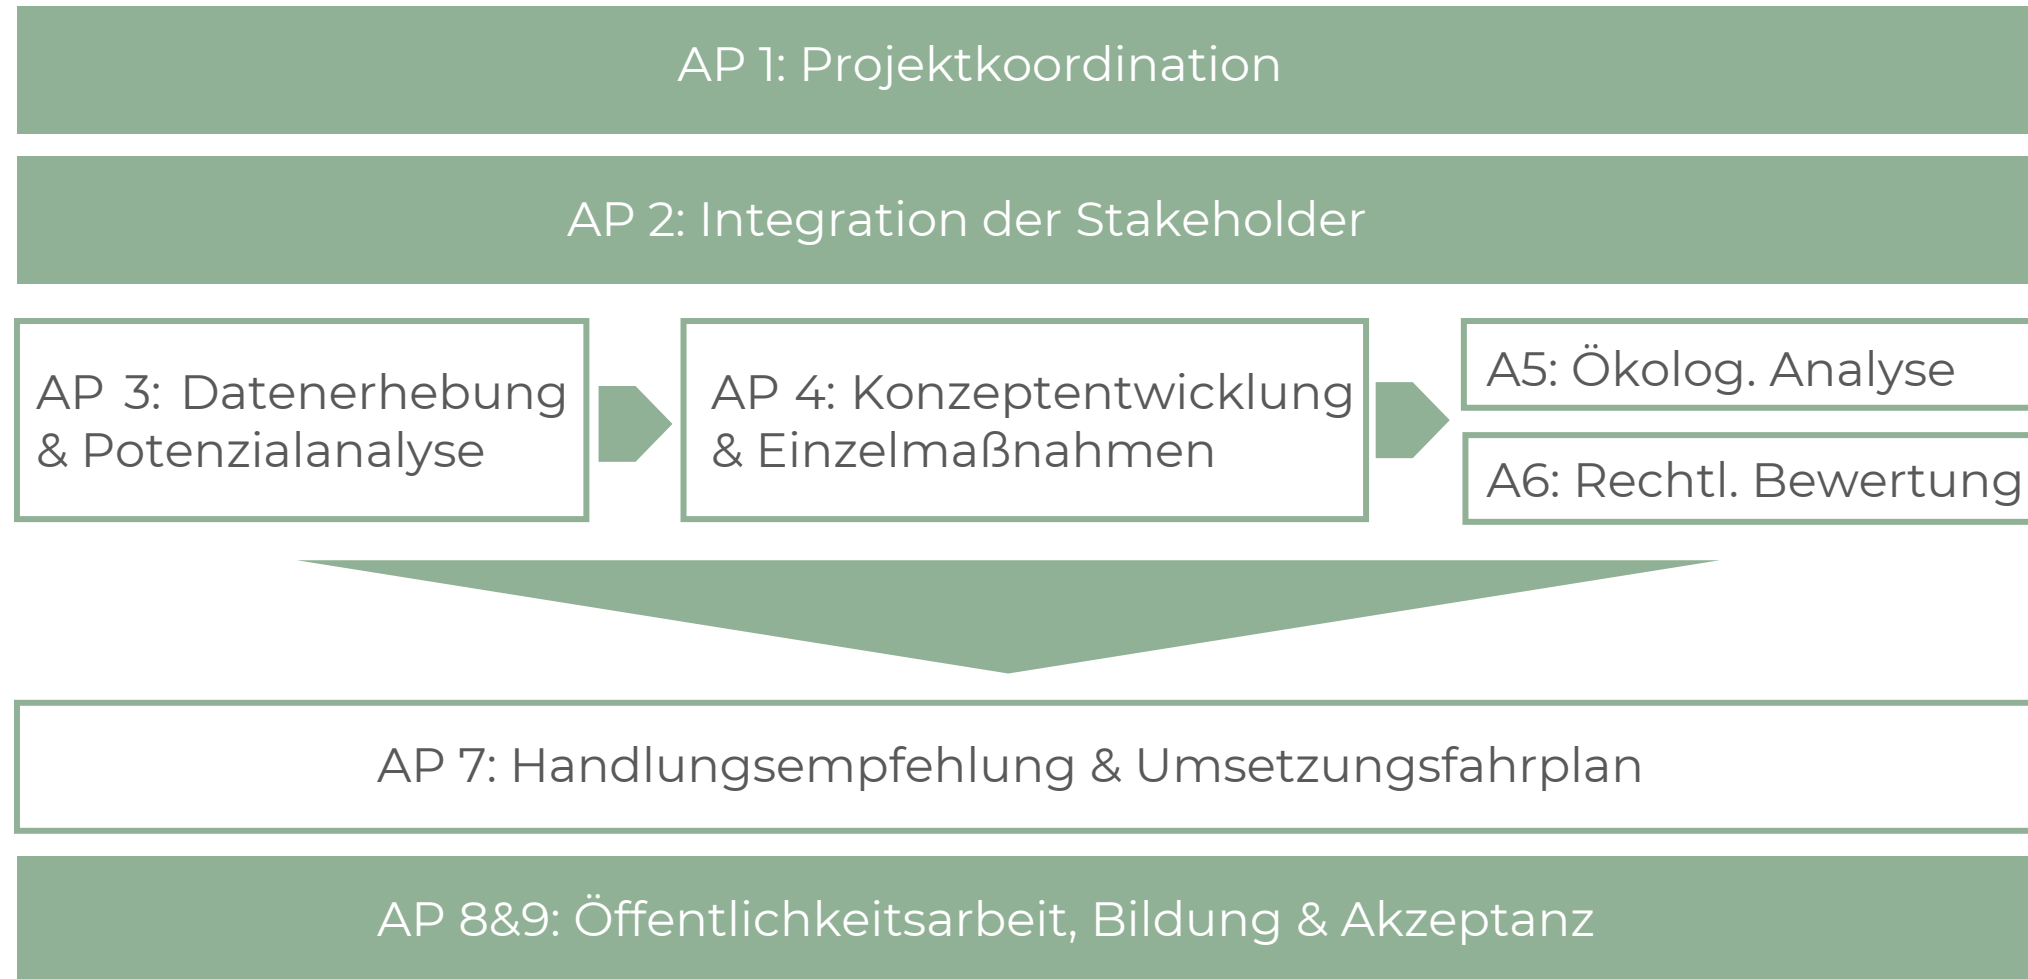 AP 1: Projektkoordination
AP 2: Integration der Stakeholder
AP 3: Datenerhebung
& Potenzialanalyse
AP 4: Konzeptentwicklung
& Einzelmaßnahmen
A5: Ökolog. Analyse
A6: Rechtl. Bewertung
AP 7: Handlungsempfehlung & Umsetzungsfahrplan
AP 8&9: Öffentlichkeitsarbeit, Bildung & Akzeptanz